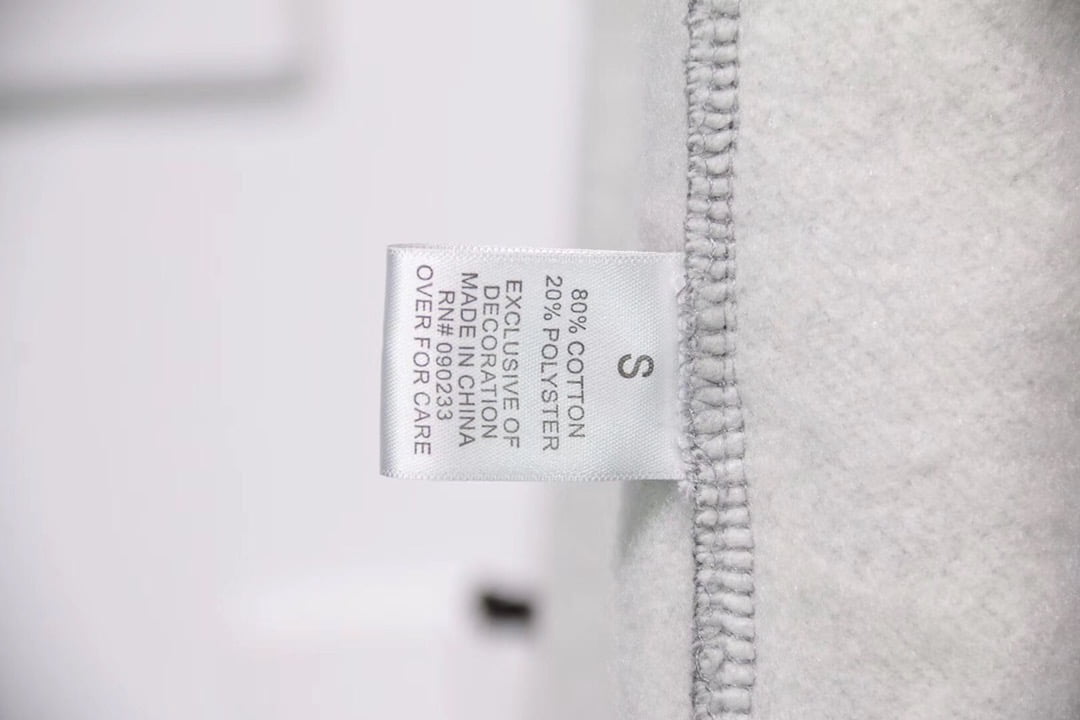 S
80% COTTON
20% POLYSTER
EXCLUSIVE OF
DECORATION
MADE IN CHINA
RN# 090233
OVER FOR CARE